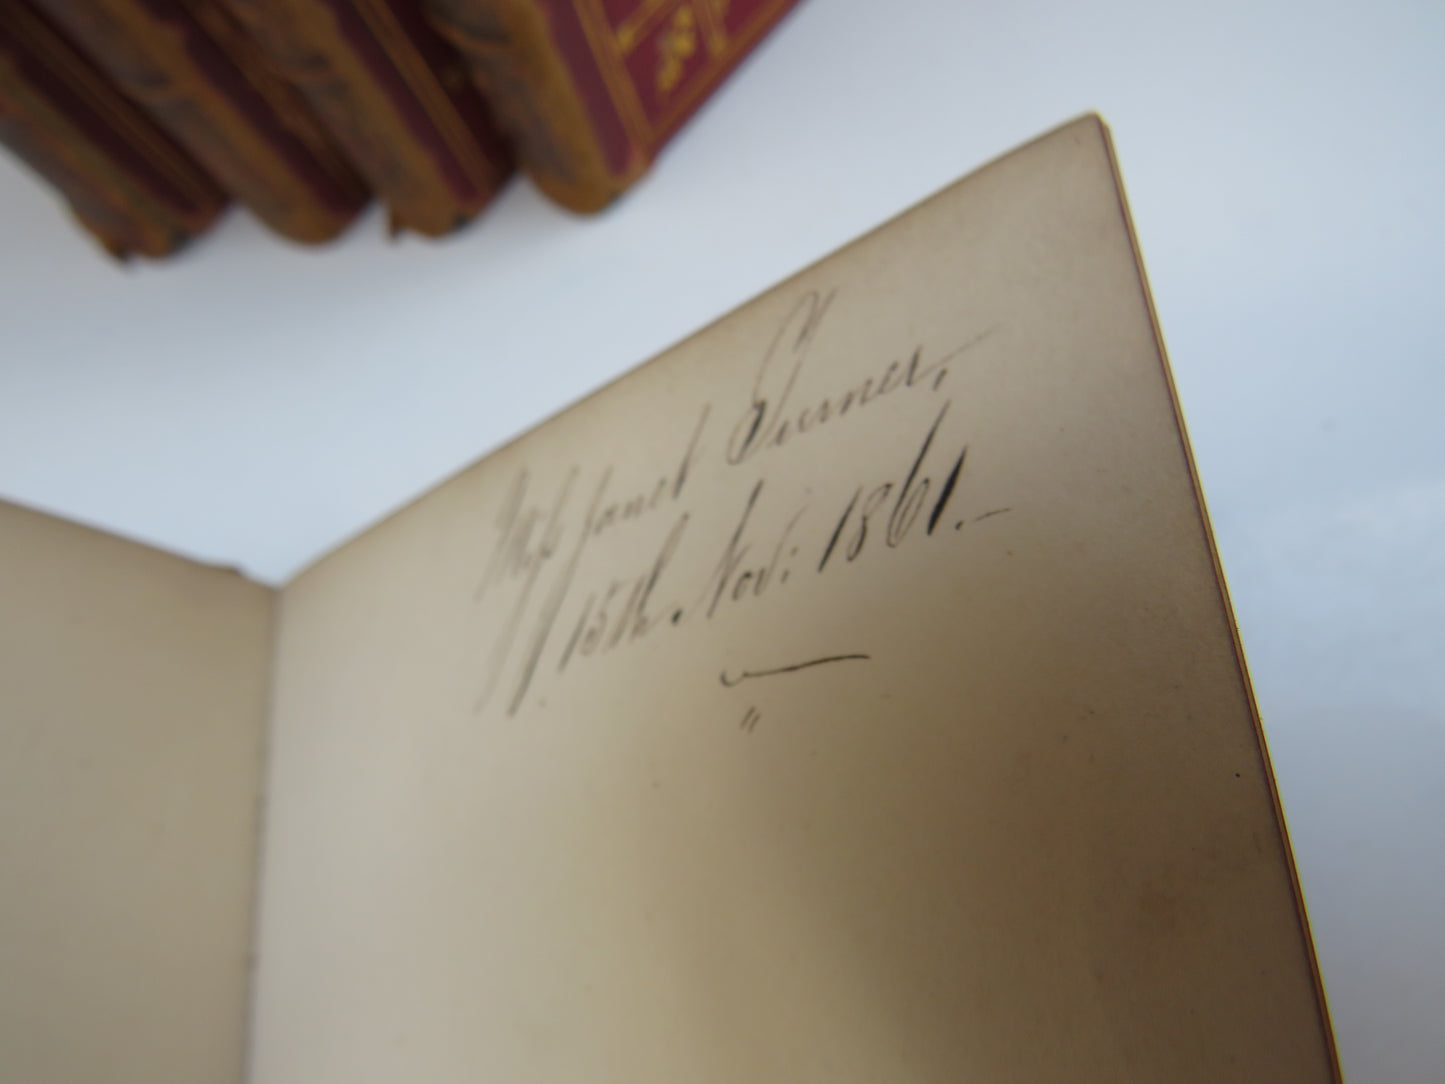 Miſs Janet Turner,
15th Nov: 1861.—